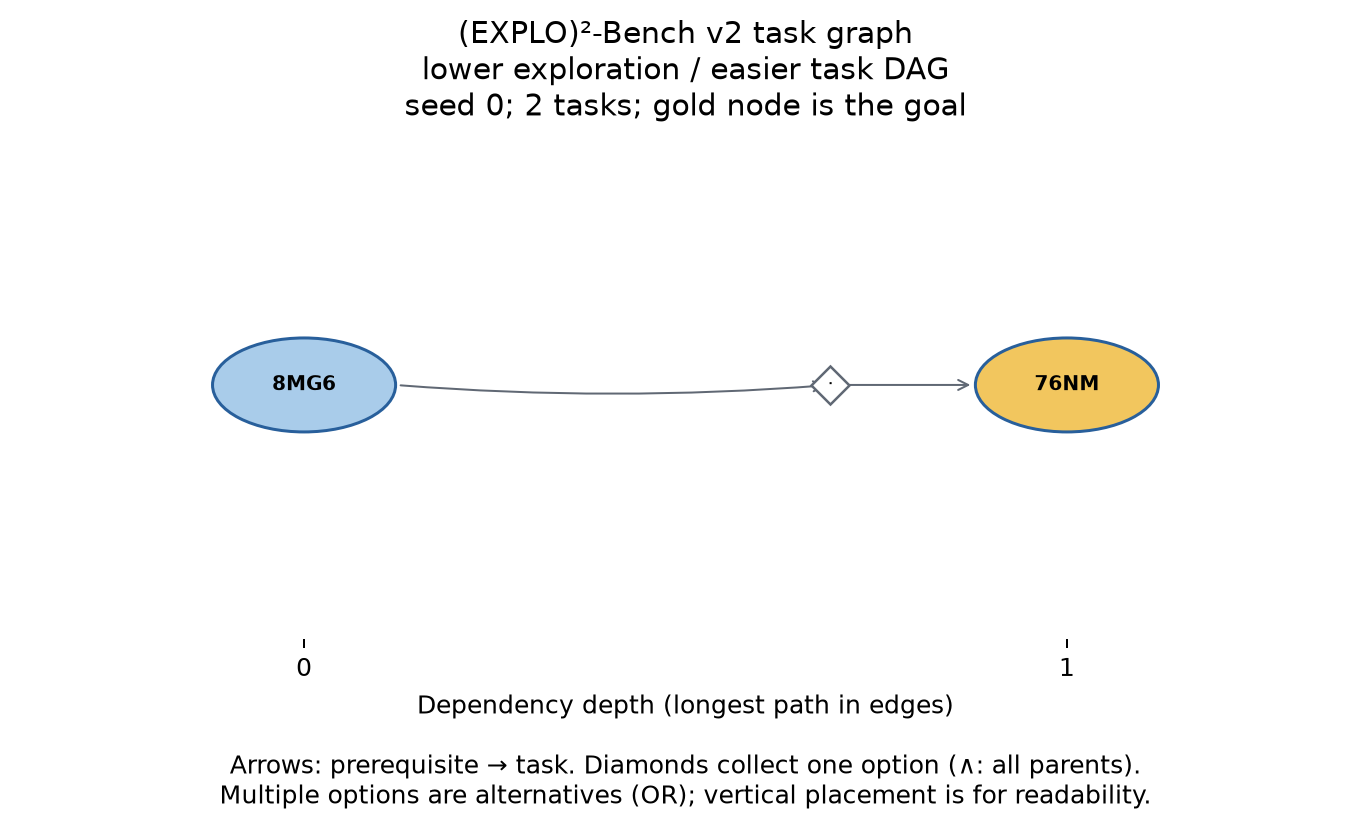 (EXPLO)²-Bench v2 task graph
lower exploration / easier task DAG
seed 0; 2 tasks; gold node is the goal
8MG6
·
76NM
0
1
Dependency depth (longest path in edges)
Arrows: prerequisite → task. Diamonds collect one option (∧: all parents).
Multiple options are alternatives (OR); vertical placement is for readability.